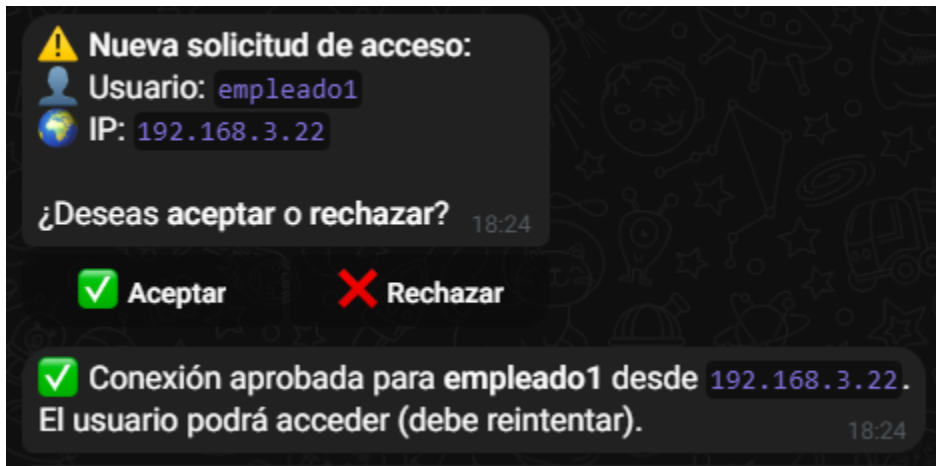 ⚠️ Nueva solicitud de acceso:
👤 Usuario: empleado1
🌍 IP: 192.168.3.22
¿Deseas aceptar o rechazar? 18:24
✅ Aceptar ❌ Rechazar
✅ Conexión aprobada para empleado1 desde 192.168.3.22.
El usuario podrá acceder (debe reintentar). 18:24